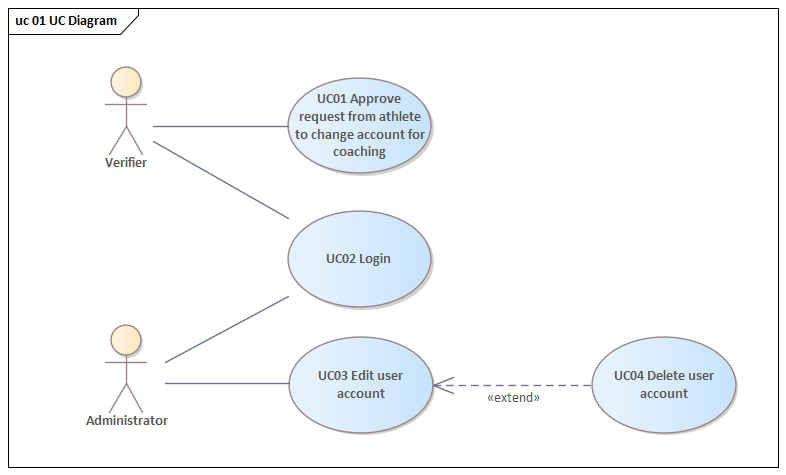 uc 01 UC Diagram
UC01 Approve
request from athlete
to change account for
coaching
Verifier
UC02 Login
UC03 Edit user
account
UC04 Delete user
account
«extend»
Administrator